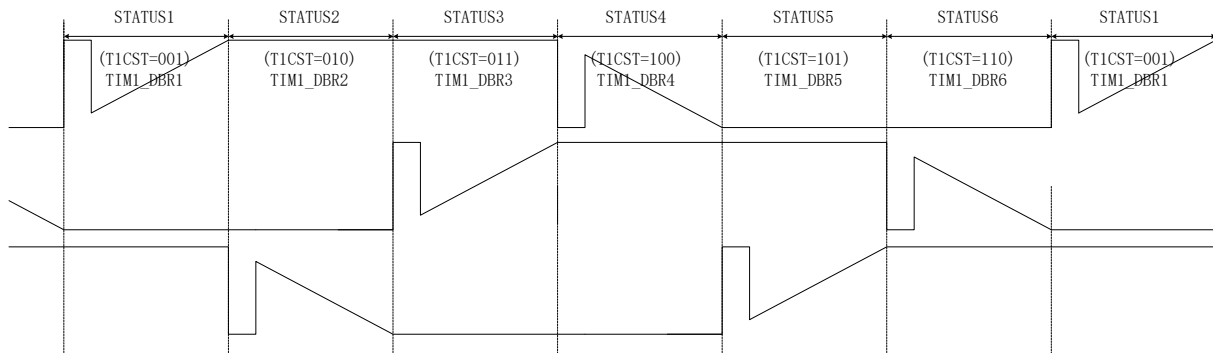 STATUS1 STATUS2 STATUS3 STATUS4 STATUS5 STATUS6 STATUS1
(T1CST=001) (T1CST=010) (T1CST=011) (T1CST=100) (T1CST=101) (T1CST=110) (T1CST=001)
TIM1_DBR1 TIM1_DBR2 TIM1_DBR3 TIM1_DBR4 TIM1_DBR5 TIM1_DBR6 TIM1_DBR1